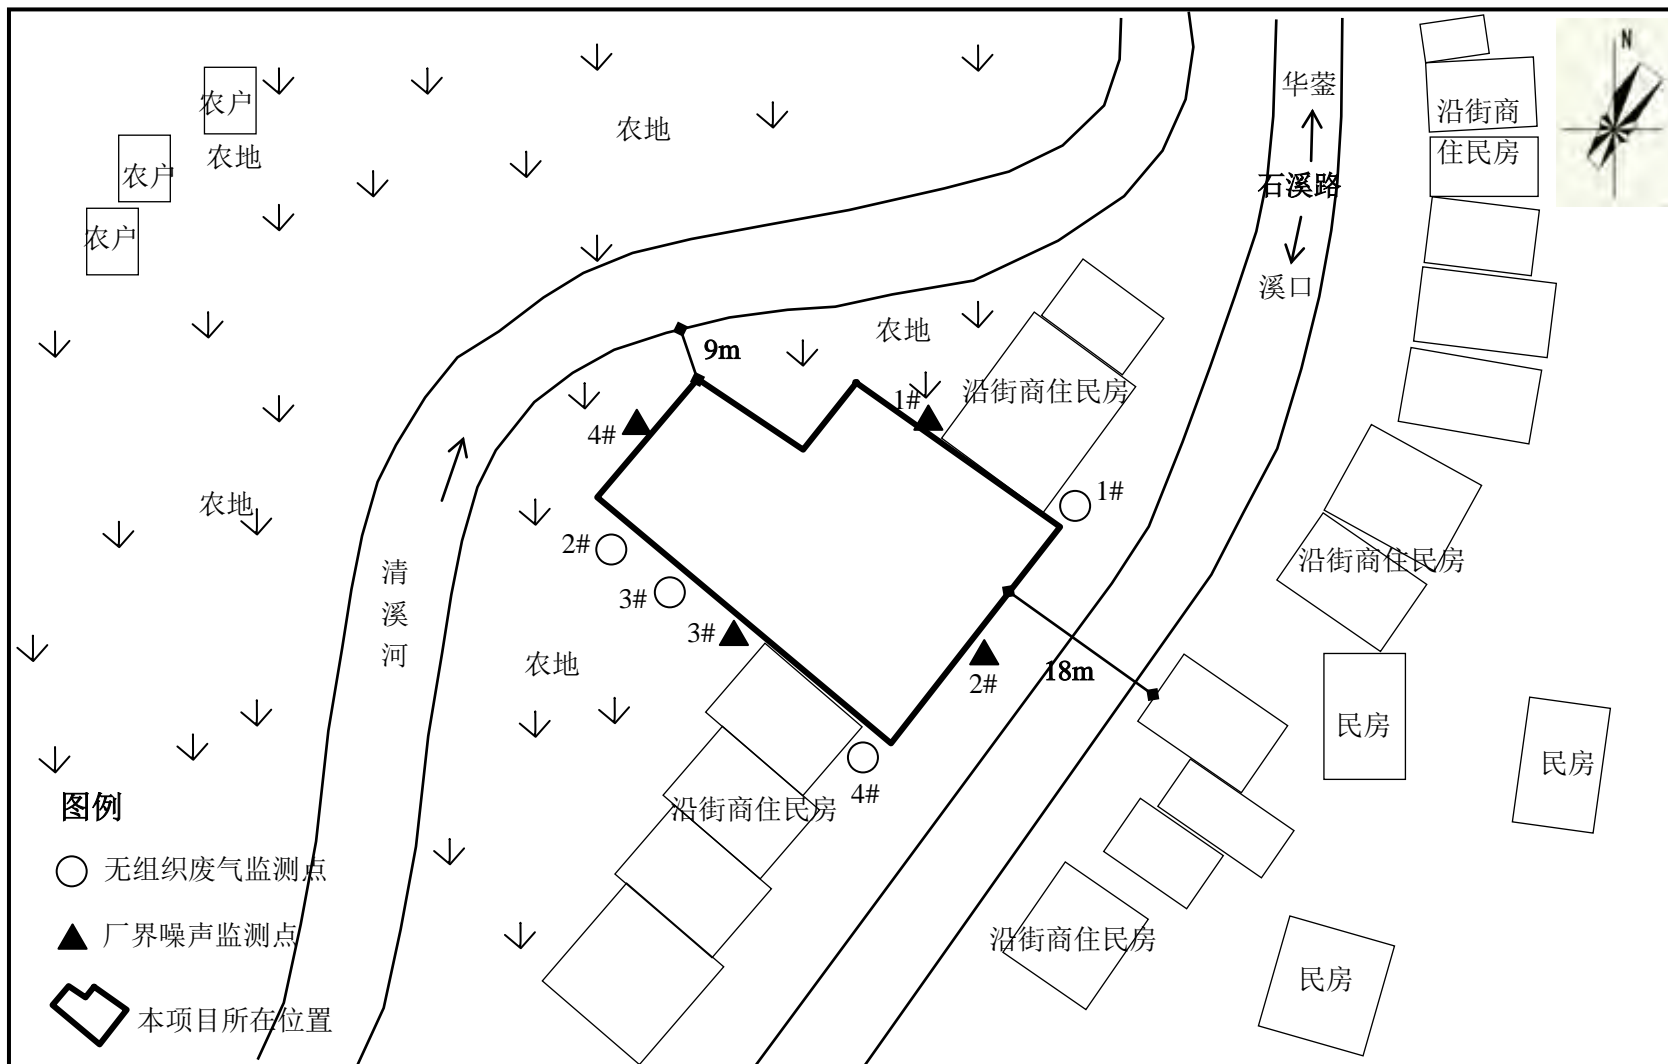 N
华蓥
沿街商
住民房
农户
农地
农地
农户
石溪路
农户
溪口
农地
9m
沿街商住民房
1#
4#
1#
农地
2#
沿街商住民房
清
溪
河
3#
3#
农地
18m
2#
民房
民房
4#
沿街商住民房
图例
无组织废气监测点
厂界噪声监测点
沿街商住民房
民房
本项目所在位置